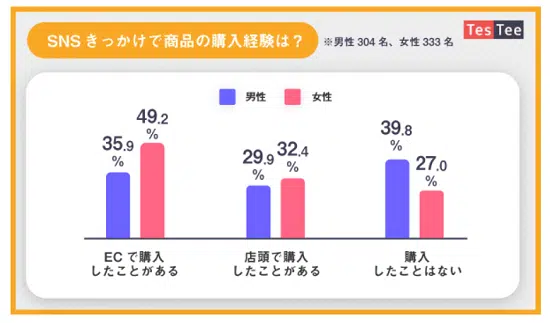 SNSきっかけで商品の購入経験は？
※男性304名、女性333名
TesTee
男性 女性
35.9%
49.2%
29.9%
32.4%
39.8%
27.0%
ECで購入
したことがある
店頭で購入
したことがある
購入
したことはない